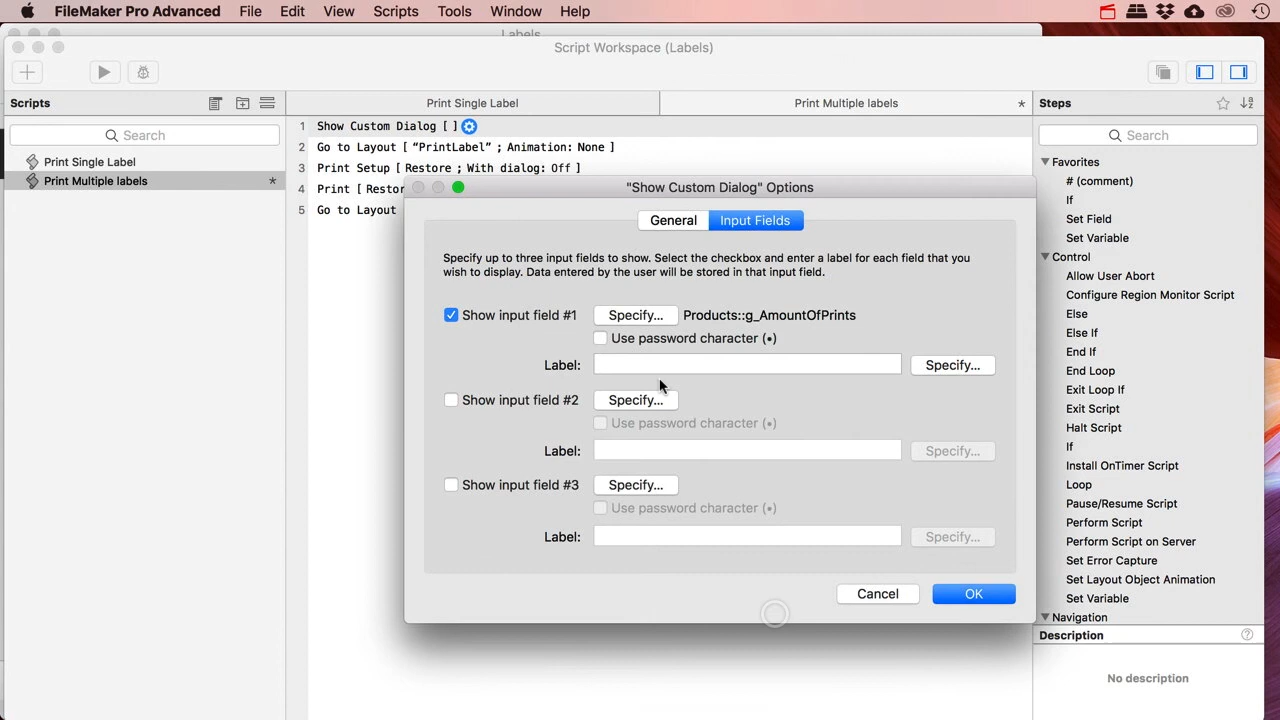 FileMaker Pro Advanced File Edit View Scripts Tools Window Help
Labels
Script Workspace (Labels)
Scripts
Print Single Label
Print Multiple labels *
Steps
Search
Search
Print Single Label
Print Multiple labels *
1 Show Custom Dialog [ ]
2 Go to Layout [ “PrintLabel” ; Animation: None ]
3 Print Setup [ Restore ; With dialog: Off ]
4 Print [ Restor
5 Go to Layout
"Show Custom Dialog" Options
General Input Fields
Specify up to three input fields to show. Select the checkbox and enter a label for each field that you
wish to display. Data entered by the user will be stored in that input field.
Show input field #1 Specify... Products::g_AmountOfPrints
Use password character (•)
Label: Specify...
Show input field #2 Specify...
Use password character (•)
Label: Specify...
Show input field #3 Specify...
Use password character (•)
Label: Specify...
Cancel OK
Favorites
# (comment)
If
Set Field
Set Variable
Control
Allow User Abort
Configure Region Monitor Script
Else
Else If
End If
End Loop
Exit Loop If
Exit Script
Halt Script
If
Install OnTimer Script
Loop
Pause/Resume Script
Perform Script
Perform Script on Server
Set Error Capture
Set Layout Object Animation
Set Variable
Navigation
Description
No description